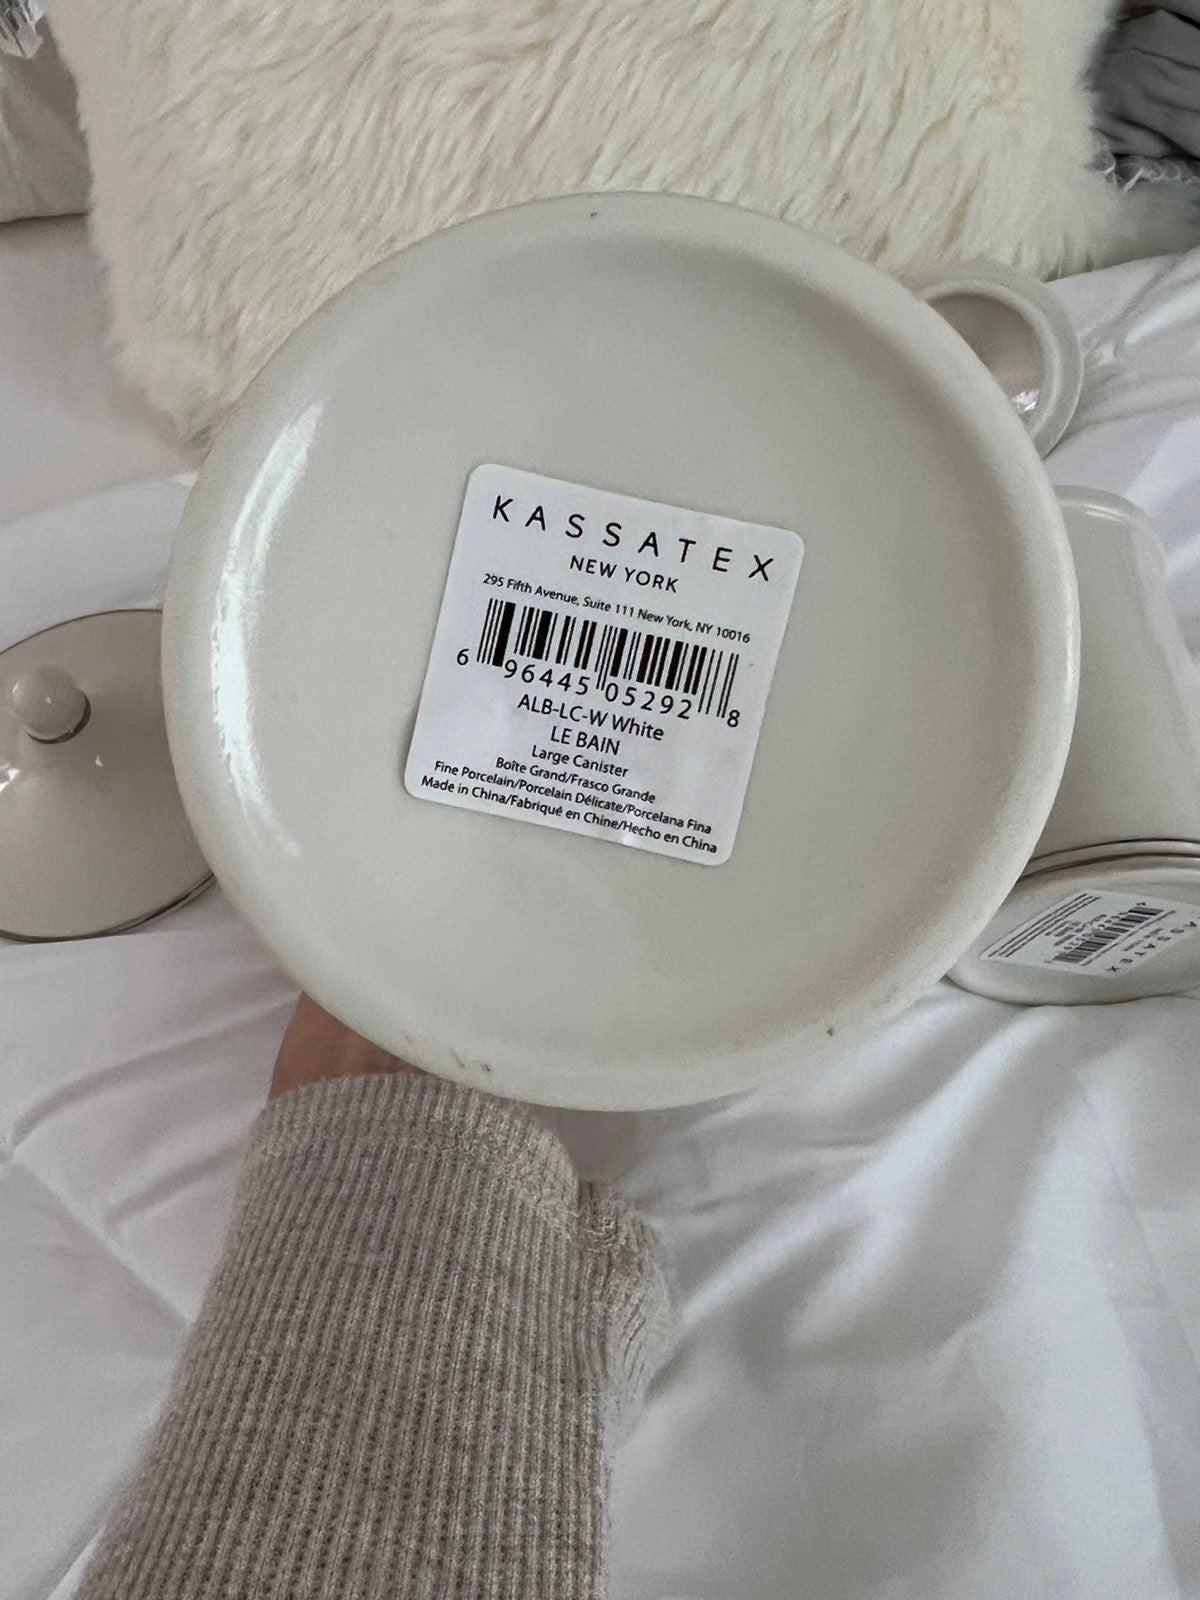 KASSATEX
NEW YORK
295 Fifth Avenue, Suite 111 New York, NY 10016
6 96445 05292 8
ALB-LC-W White
LE BAIN
Large Canister
Boîte Grand/Frasco Grande
Fine Porcelain/Porcelain Délicate/Porcelana Fina
Made in China/Fabriqué en Chine/Hecho en China
ASSATEX